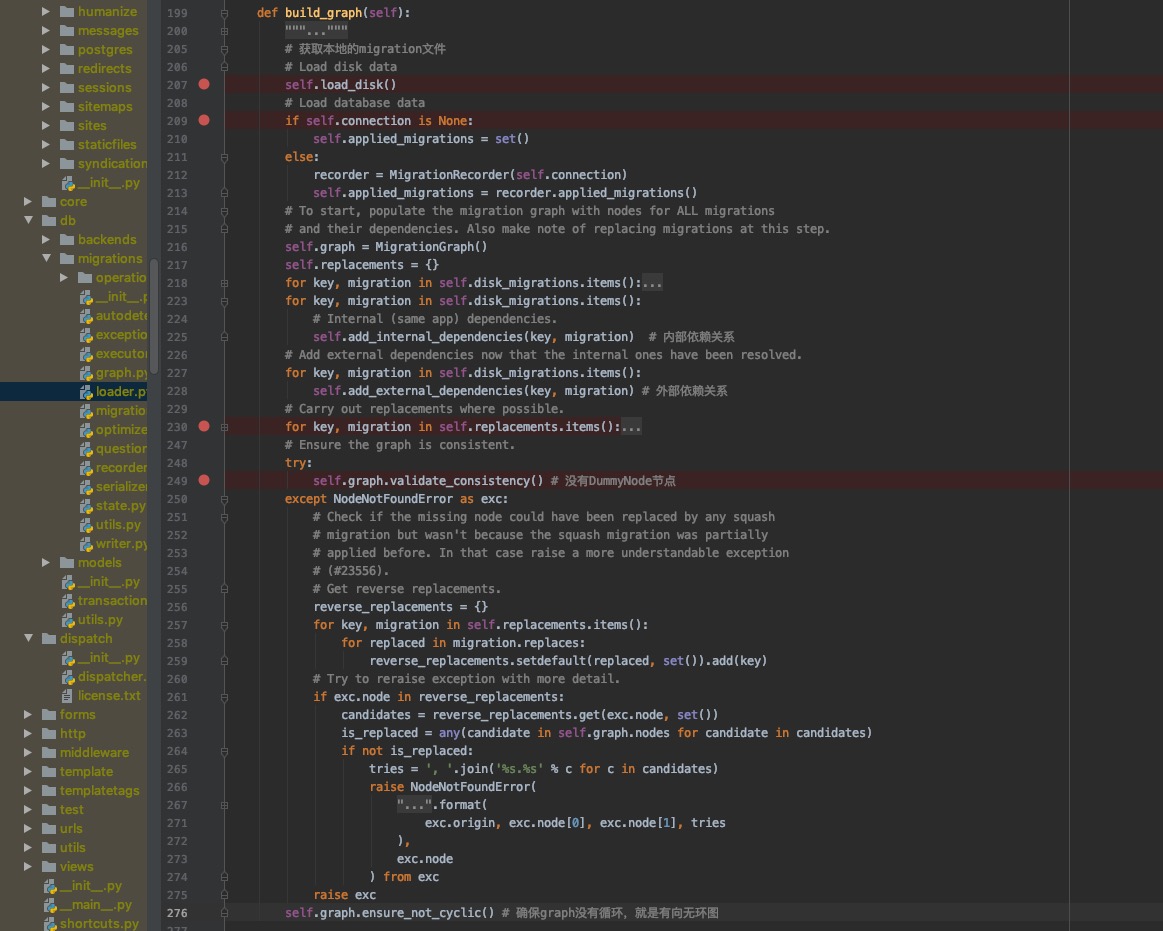 humanize
messages
postgres
redirects
sessions
sitemaps
sites
staticfiles
syndication
__init__.py
core
db
backends
migrations
operatio
__init__.p
autodete
exceptio
executor
graph.py
loader.py
migratio
optimize
question
recorder
serializer
state.py
utils.py
writer.py
models
__init__.py
transaction
utils.py
dispatch
__init__.py
dispatcher.
license.txt
forms
http
middleware
template
templatetags
test
urls
utils
views
__init__.py
__main__.py
shortcuts.py
199 def build_graph(self):
200 """..."""
205 # 获取本地的migration文件
206 # Load disk data
207 self.load_disk()
208 # Load database data
209 if self.connection is None:
210 self.applied_migrations = set()
211 else:
212 recorder = MigrationRecorder(self.connection)
213 self.applied_migrations = recorder.applied_migrations()
214 # To start, populate the migration graph with nodes for ALL migrations
215 # and their dependencies. Also make note of replacing migrations at this step.
216 self.graph = MigrationGraph()
217 self.replacements = {}
218 for key, migration in self.disk_migrations.items():...
223 for key, migration in self.disk_migrations.items():
224 # Internal (same app) dependencies.
225 self.add_internal_dependencies(key, migration) # 内部依赖关系
226 # Add external dependencies now that the internal ones have been resolved.
227 for key, migration in self.disk_migrations.items():
228 self.add_external_dependencies(key, migration) # 外部依赖关系
229 # Carry out replacements where possible.
230 for key, migration in self.replacements.items():...
247 # Ensure the graph is consistent.
248 try:
249 self.graph.validate_consistency() # 没有DummyNode节点
250 except NodeNotFoundError as exc:
251 # Check if the missing node could have been replaced by any squash
252 # migration but wasn't because the squash migration was partially
253 # applied before. In that case raise a more understandable exception
254 # (#23556).
255 # Get reverse replacements.
256 reverse_replacements = {}
257 for key, migration in self.replacements.items():
258 for replaced in migration.replaces:
259 reverse_replacements.setdefault(replaced, set()).add(key)
260 # Try to reraise exception with more detail.
261 if exc.node in reverse_replacements:
262 candidates = reverse_replacements.get(exc.node, set())
263 is_replaced = any(candidate in self.graph.nodes for candidate in candidates)
264 if not is_replaced:
265 tries = ', '.join('%s.%s' % c for c in candidates)
266 raise NodeNotFoundError(
267 "...".format(
271 exc.origin, exc.node[0], exc.node[1], tries
272 ),
273 exc.node
274 ) from exc
275 raise exc
276 self.graph.ensure_not_cyclic() # 确保graph没有循环，就是有向无环图